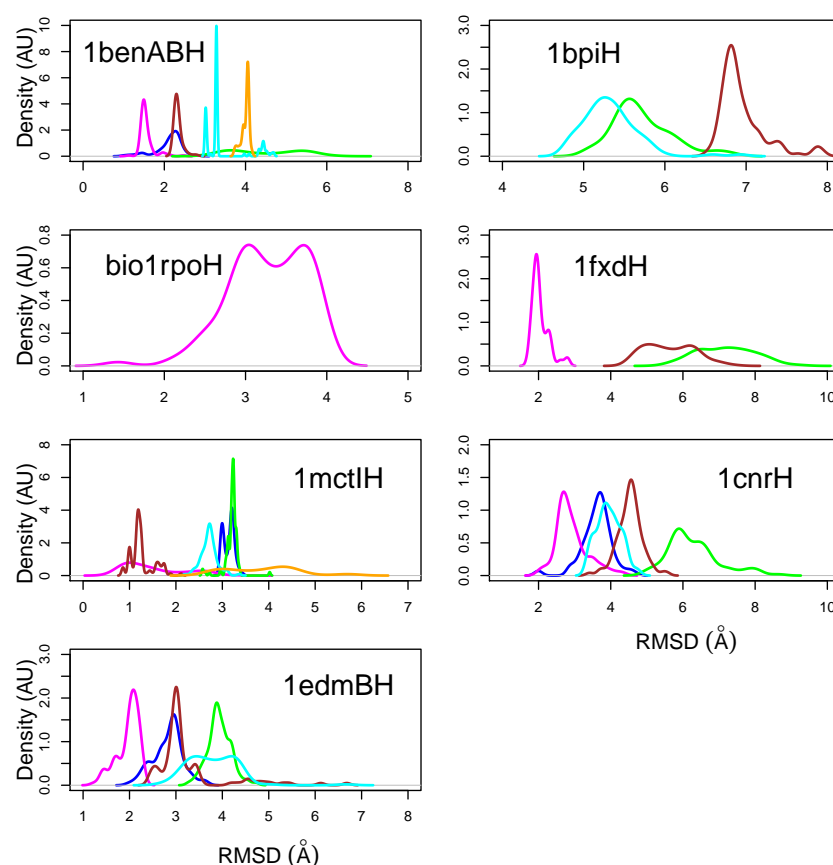 1benABH
Density (AU)
0 2 4 6 8 10
0 2 4 6 8
1bpiH
0.0 1.0 2.0 3.0
4 5 6 7 8
bio1rpoH
Density (AU)
0.0 0.2 0.4 0.6 0.8
1 2 3 4 5
1fxdH
0.0 1.0 2.0 3.0
2 4 6 8 10
1mctIH
Density (AU)
0 2 4 6 8
0 1 2 3 4 5 6 7
1cnrH
0.0 0.5 1.0 1.5 2.0
2 4 6 8 10
RMSD (Å)
1edmBH
Density (AU)
0.0 1.0 2.0 3.0
1 2 3 4 5 6 7 8
RMSD (Å)